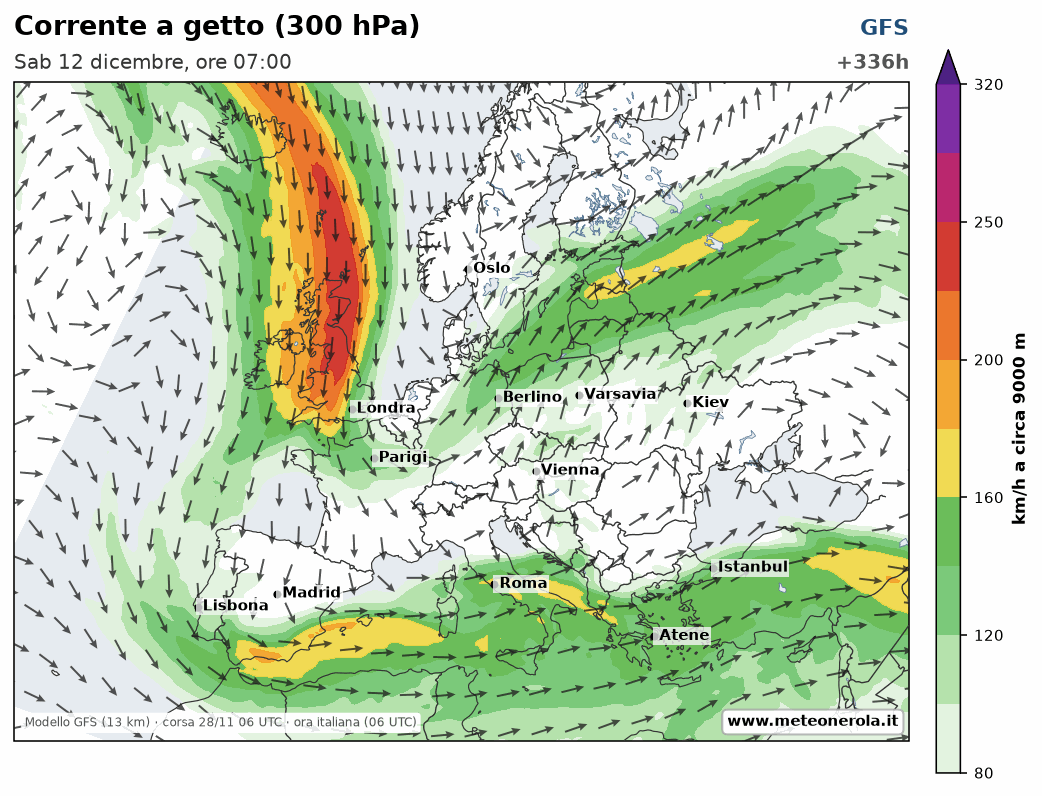 Corrente a getto (300 hPa)
GFS
Sab 12 dicembre, ore 07:00
+336h
320
250
200
160
120
80
km/h a circa 9000 m
Oslo
Berlino
Varsavia
Kiev
Londra
Parigi
Vienna
Istanbul
Roma
Madrid
Lisbona
Atene
Modello GFS (13 km) · corsa 28/11 06 UTC · ora italiana (06 UTC)
www.meteonerola.it